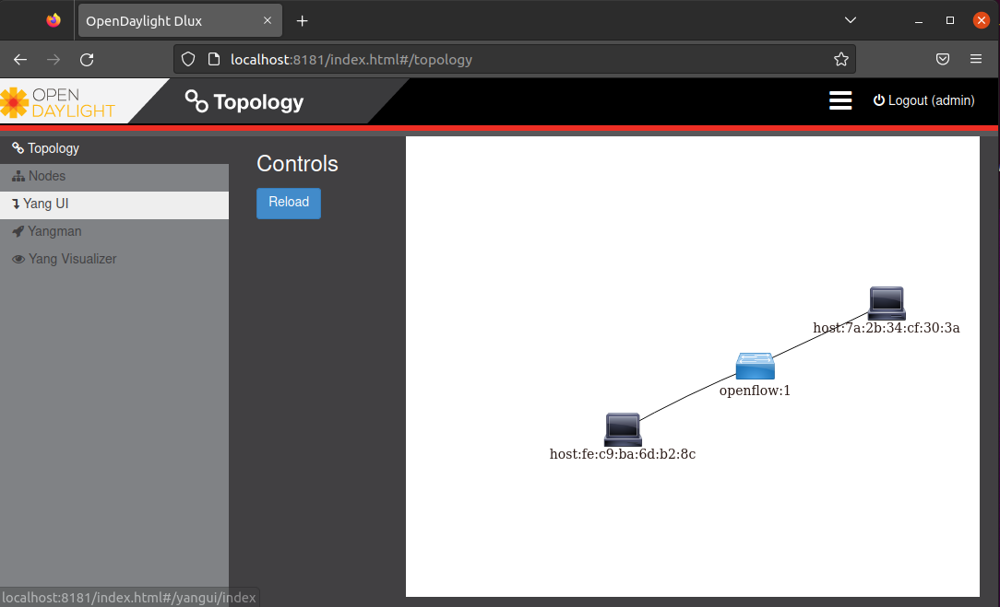 OpenDaylight Dlux
localhost:8181/index.html#/topology
OPEN
DAYLIGHT
Topology
Logout (admin)
Topology
Nodes
Yang UI
Yangman
Yang Visualizer
Controls
Reload
host:7a:2b:34:cf:30:3a
openflow:1
host:fe:c9:ba:6d:b2:8c
localhost:8181/index.html#/yangui/index